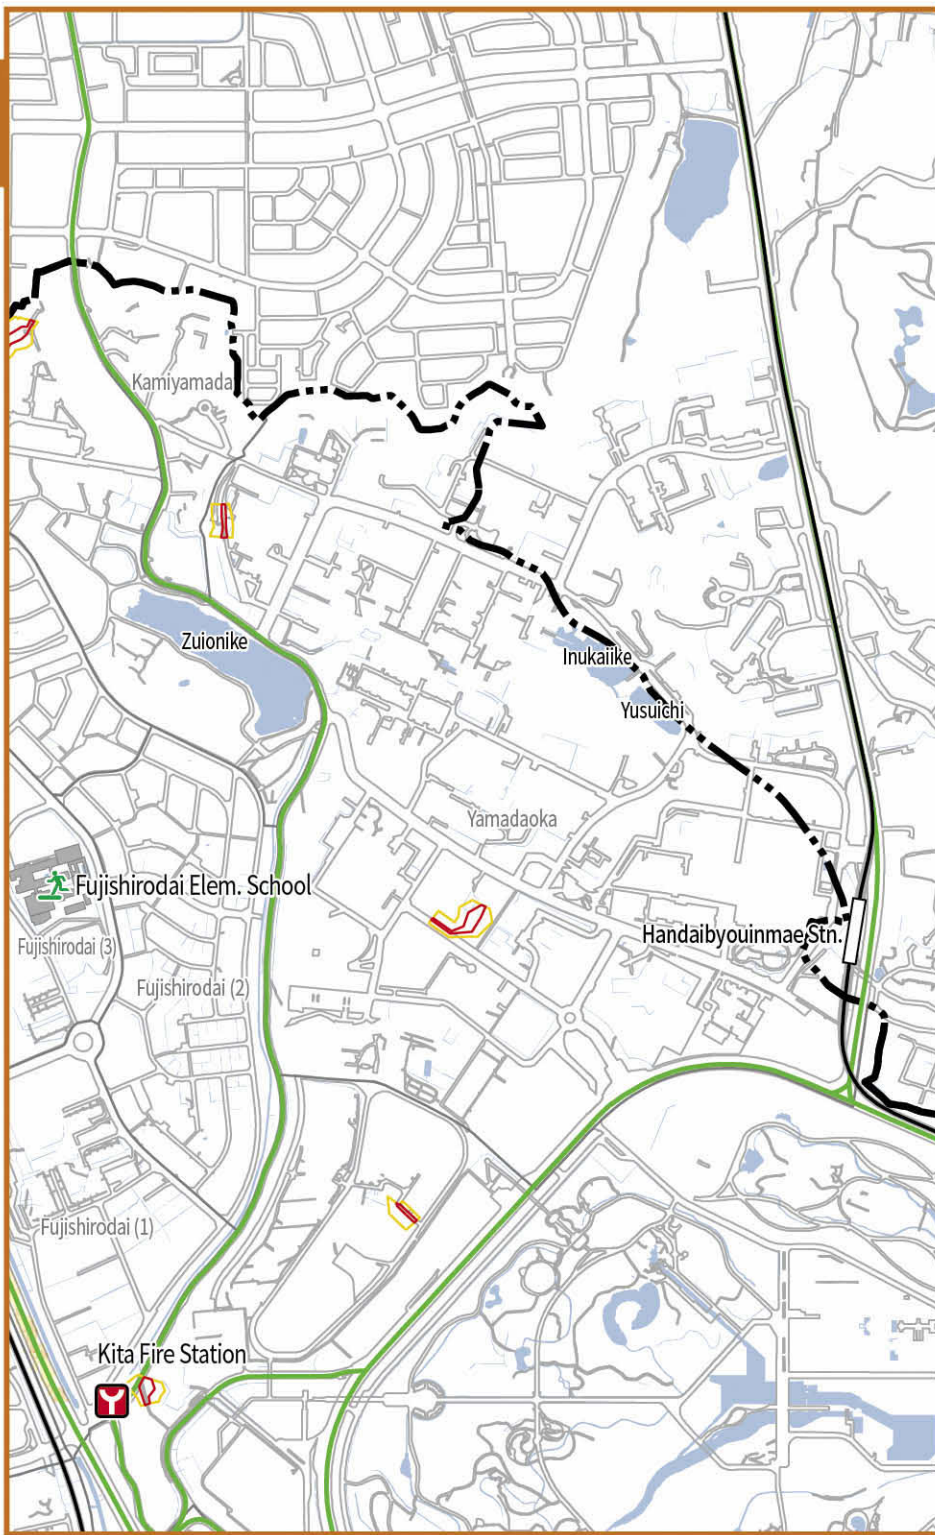 Kamiyamada
Zuionike
Inukaiike
Yusuichi
Yamadaoka
Fujishirodai Elem. School
Handaibyouinmae Stn.
Fujishirodai (3)
Fujishirodai (2)
Fujishirodai (1)
Kita Fire Station